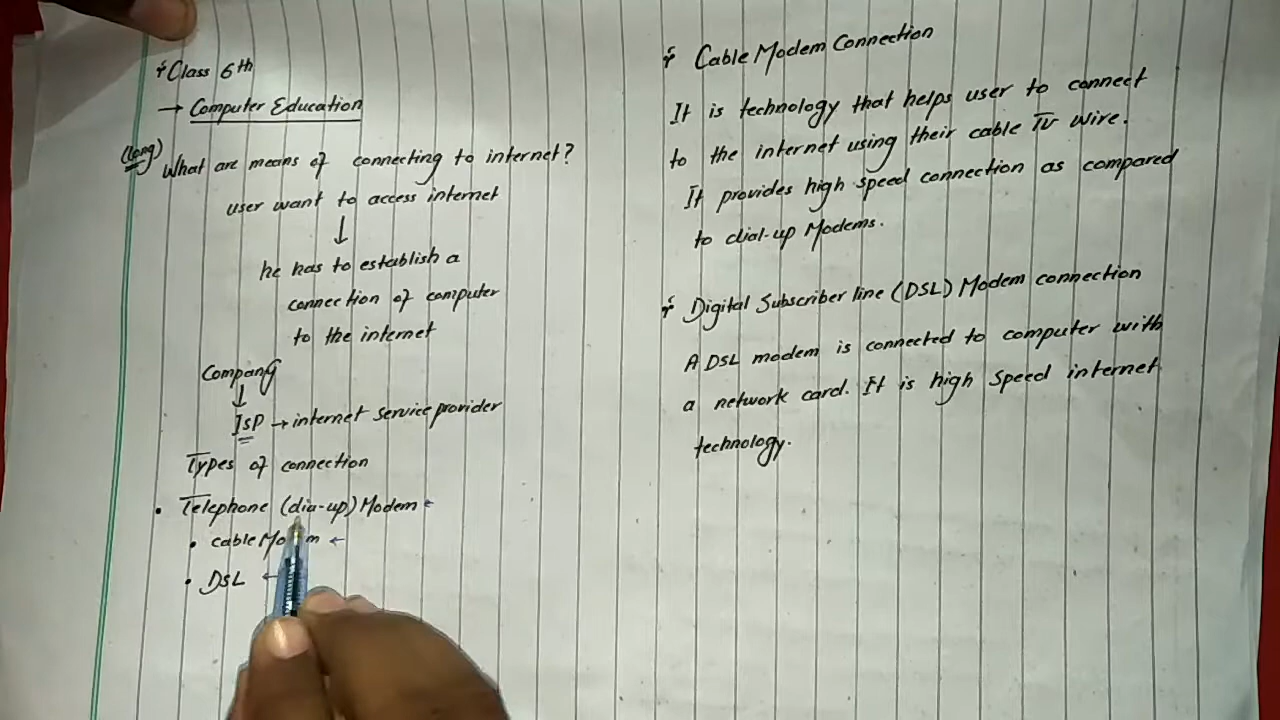 Class 6th
→ Computer Education
(long) What are means of connecting to internet?
user want to access internet
↓
he has to establish a
connection of computer
to the internet
Company
↓
ISP → internet service provider
Types of connection
• Telephone (dia-up) Modem ←
• cable Modem ←
• DSL ←
Cable Modem Connection
It is technology that helps user to connect
to the internet using their cable TV wire.
It provides high speed connection as compared
to dial-up Modems.
Digital Subscriber line (DSL) Modem connection
A DSL modem is connected to computer with
a network card. It is high speed internet
technology.